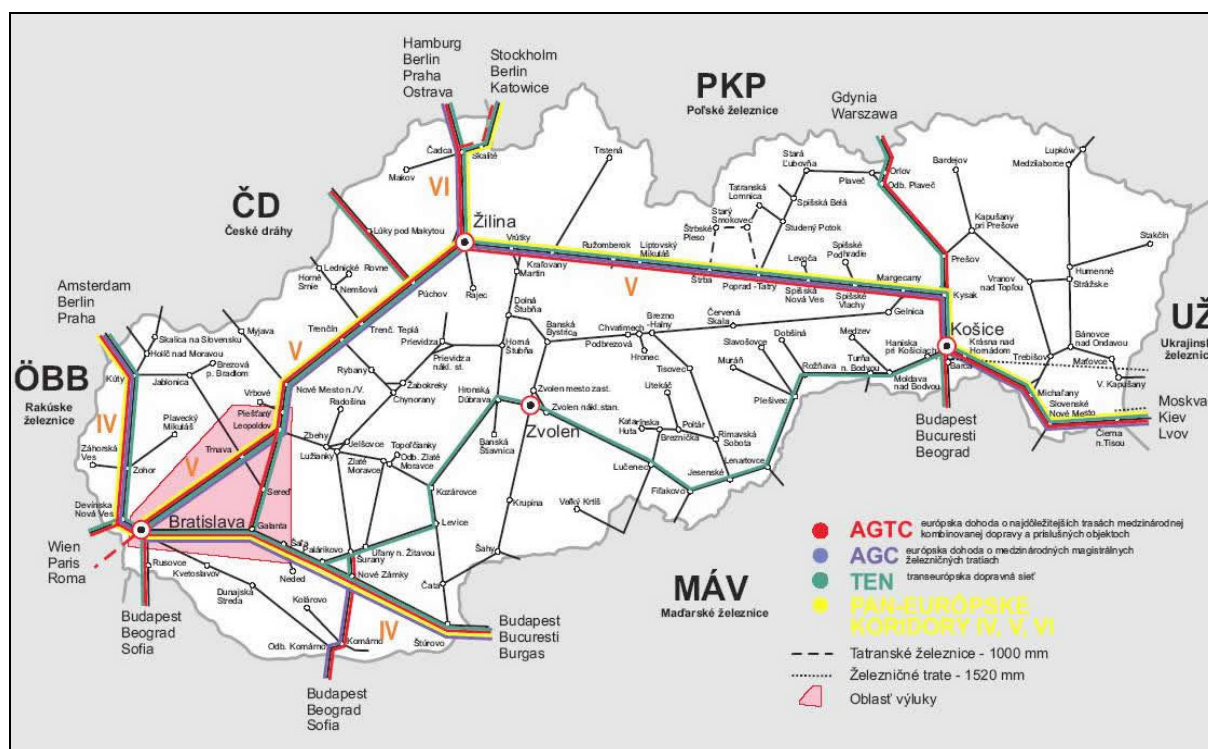 Hamburg
Berlin
Praha
Ostrava
Stockholm
Berlin
Katowice
PKP
Poľské železnice
Gdynia
Warszawa
ČD
České dráhy
Amsterdam
Berlin
Praha
ÖBB
Rakúske
železnice
UŽ
Ukrajinsk
železnic
Moskva
Kiev
Lvov
MÁV
Maďarské železnice
Wien
Paris
Roma
Budapest
Beograd
Sofia
Budapest
Beograd
Sofia
Budapest
Bucuresti
Burgas
Budapest
Bucuresti
Beograd
VI
V
V
V
IV
IV
Čadca
Skalité
Makov
Žilina
Trstená
Stará
Ľubovňa
Plaveč
Orlov
Odb. Plaveč
Bardejov
Lupków
Medzilaborce
Tatranská
Lomnica
Starý
Smokovec
Štrbské
Pleso
Spišská Belá
Studený Potok
Kapušany
pri Prešove
Stakčín
Lúky pod Makytou
Vrútky
Kraľovany
Martin
Ružomberok
Liptovský
Mikuláš
Štrba
Poprad -Tatry
Levoča
Spišská
Nová Ves
Spišské
Podhradie
Spišské
Vlachy
Margecany
Prešov
Kysak
Gelnica
Vranov
nad Topľou
Humenné
Strážske
Lednické Rovne
Horné
Srnie
Nemšová
Púchov
Rajec
Dolná
Štubňa
Horná
Štubňa
Banská
Bystrica
Podbrezová
Chvatimech
Brezno
-Halny
Hronec
Červená
Skala
Dobšiná
Slavošovce
Muráň
Medzev
Turňa
n. Bodvou
Haniska
pri Košiciach
Košice
Krásna nad
Hornádom
Barca
Moldava
nad Bodvou
Rožňava
Plešivec
Trebišov
Bánovce
nad Ondavou
Maťovce
V. Kapušany
Michaľany
Slovenské
Nové Mesto
Čierna
n.Tisou
Skalica na Slovensku
Holíč nad Moravou
Kúty
Jablonica
Brezová
p. Bradlom
Myjava
Vrbové
Piešťany
Leopoldov
Nové Mesto n./V.
Trenčín
Trenč. Teplá
Prievidza
Prievidza
nákl. st.
Rybany
Žabokreky
Chynorany
Radošina
Zbehy
Lužianky
Jelšovce
Zlaté
Moravce
Topoľčianky
Odb. Zlaté
Moravce
Hronská
Dúbrava
Zvolen mesto zast.
Zvolen nákl.stan.
Zvolen
Banská
Štiavnica
Kozárovce
Levice
Krupina
Šahy
Veľký Krtíš
Tisovec
Utekáč
Katarínska
Huta
Poltár
Breznička
Rimavská
Sobota
Lučenec
Jesenské
Lenartovce
Fiľakovo
Plavecký
Mikuláš
Záhorská
Ves
Zohor
Trnava
Sereď
Devínska
Nová Ves
Bratislava
Galanta
Šaľa
Palárikovo
Neded
Šurany
Úľany n. Žitavou
Nové Zámky
Rusovce
Kvetoslavov
Dunajská
Streda
Kolárovo
Odb. Komárno
Komárno
Čata
Štúrovo
AGTC
európska dohoda o najdôležitejších trasách medzinárodnej
kombinovanej dopravy a príslušných objektoch
AGC
európska dohoda o medzinárodných magistrálnych
železničných tratiach
TEN
transeurópska dopravná sieť
PAN-EURÓPSKE
KORIDORY IV, V, VI
Tatranské železnice - 1000 mm
Železničné trate - 1520 mm
Oblasť výluky